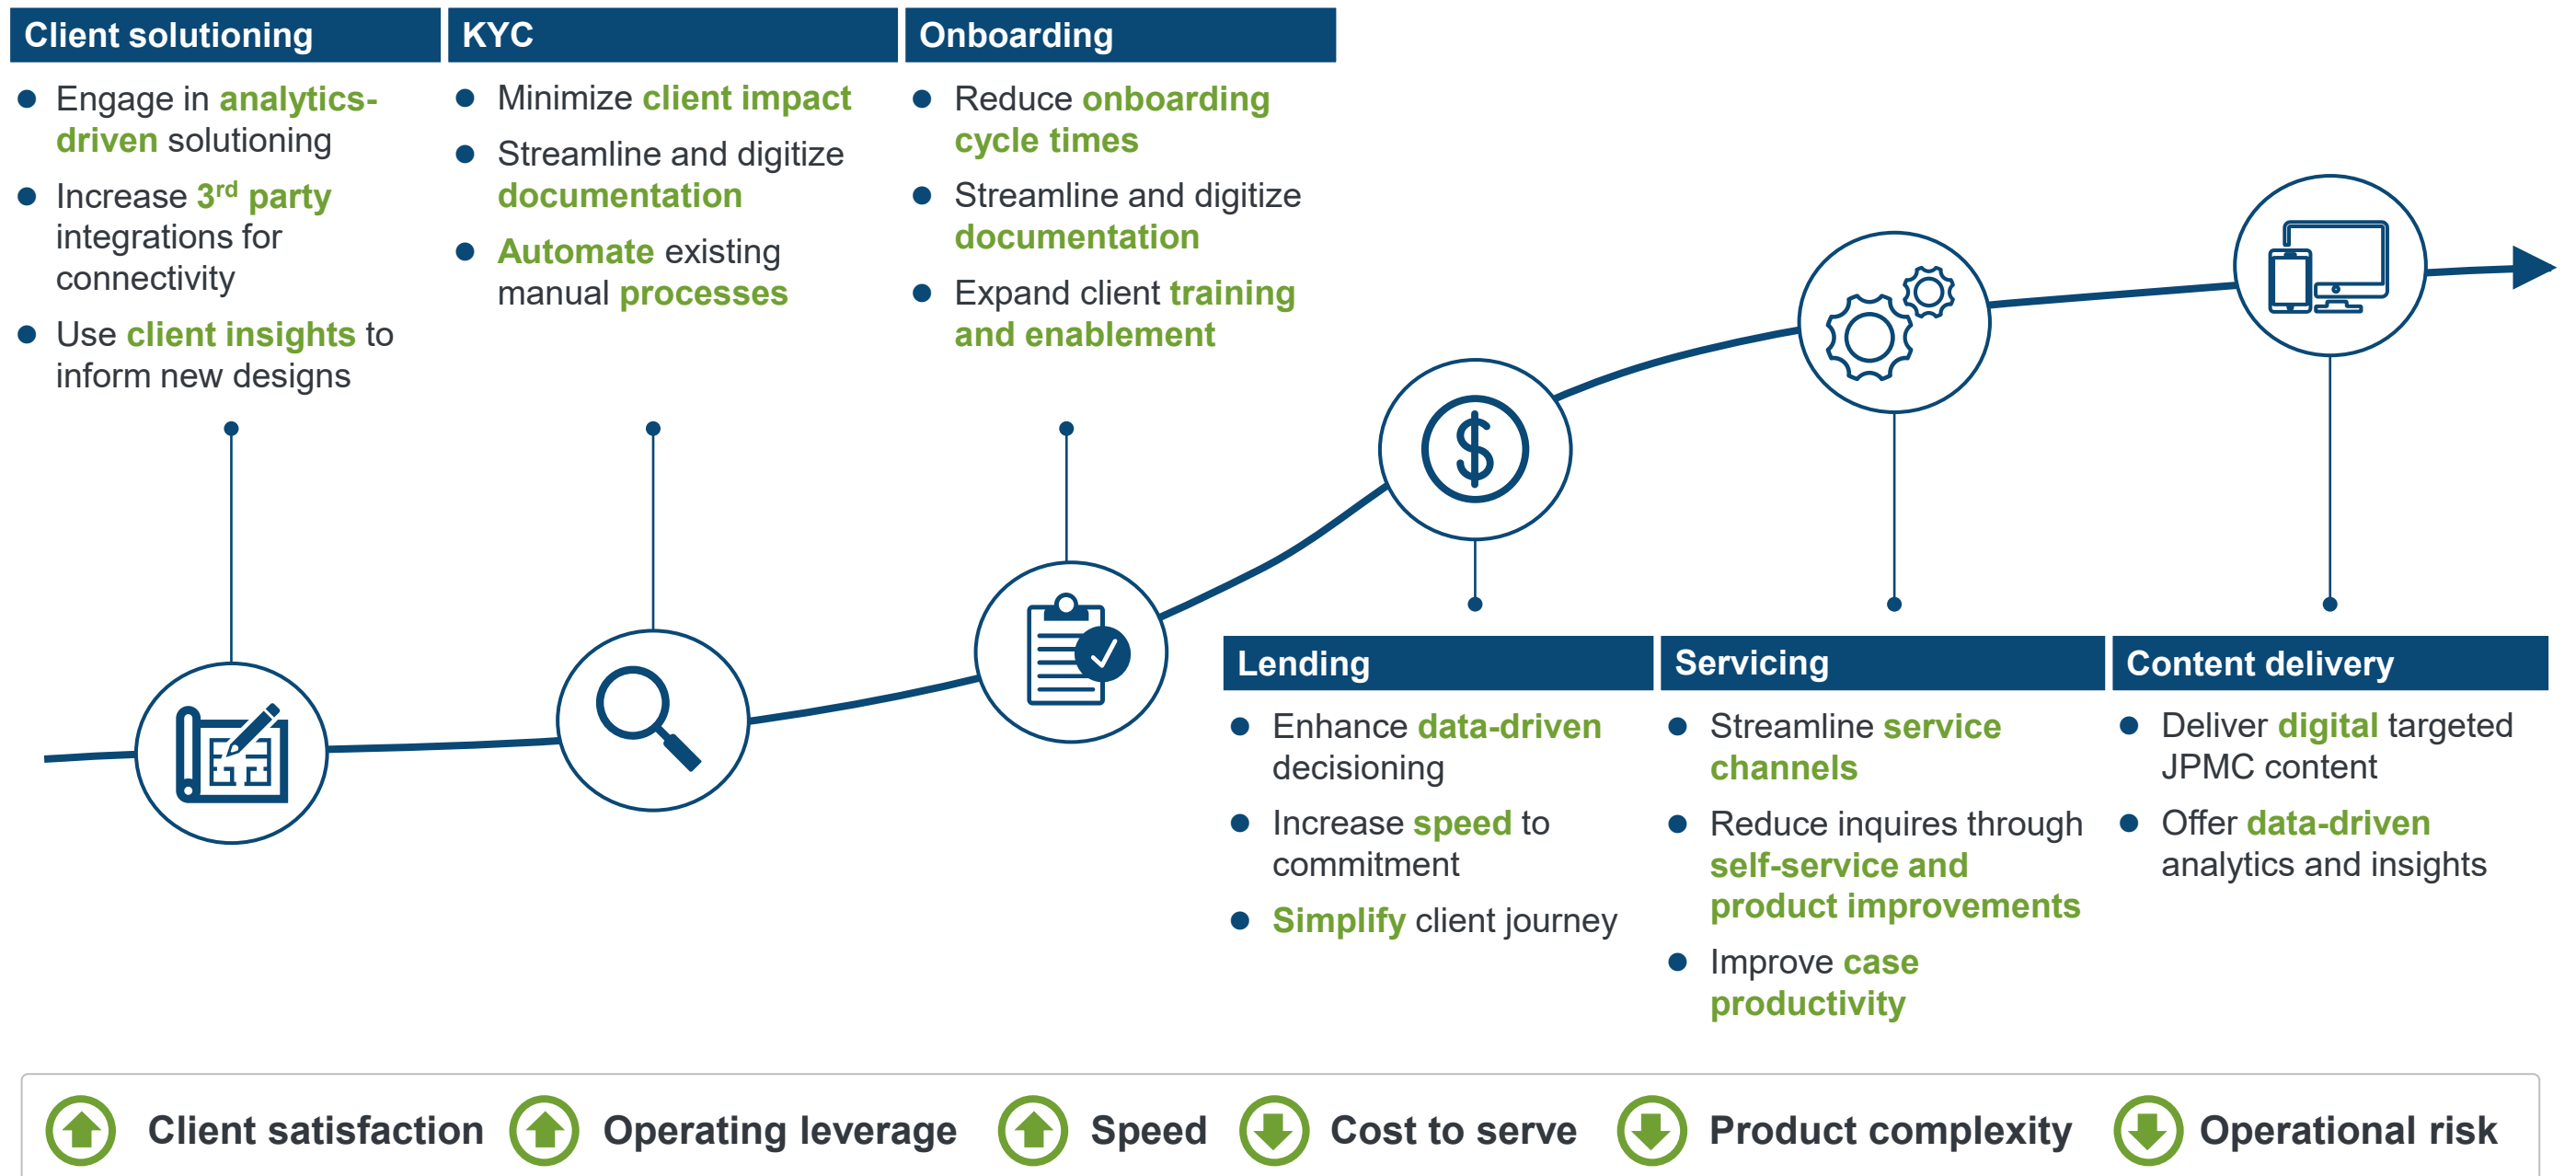 Client solutioning
Engage in analytics-
driven solutioning
Increase 3rd party
integrations for
connectivity
Use client insights to
inform new designs
KYC
Minimize client impact
Streamline and digitize
documentation
Automate existing
manual processes
Onboarding
Reduce onboarding
cycle times
Streamline and digitize
documentation
Expand client training
and enablement
Lending
Enhance data-driven
decisioning
Increase speed to
commitment
Simplify client journey
Servicing
Streamline service
channels
Reduce inquires through
self-service and
product improvements
Improve case
productivity
Content delivery
Deliver digital targeted
JPMC content
Offer data-driven
analytics and insights
Client satisfaction
Operating leverage
Speed
Cost to serve
Product complexity
Operational risk